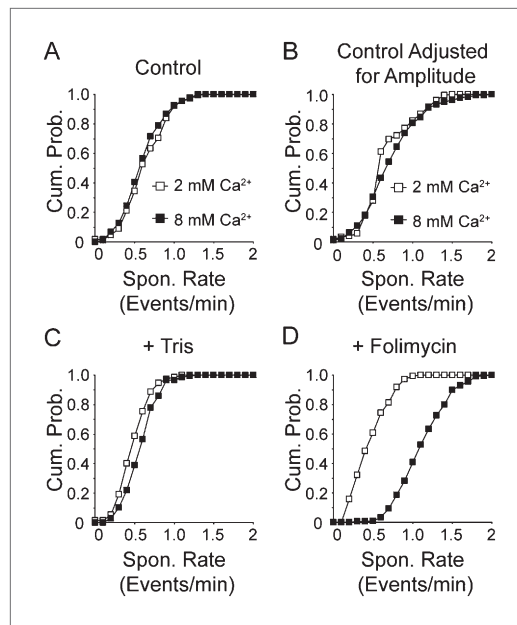 A
Control
Cum. Prob.
1.0
0.8
0.6
0.4
0.2
0
2 mM Ca²⁺
8 mM Ca²⁺
0 0.5 1.0 1.5 2
Spon. Rate
(Events/min)
B
Control Adjusted
for Amplitude
Cum. Prob.
1.0
0.8
0.6
0.4
0.2
0
2 mM Ca²⁺
8 mM Ca²⁺
0 0.5 1.0 1.5 2
Spon. Rate
(Events/min)
C
+ Tris
Cum. Prob.
1.0
0.8
0.6
0.4
0.2
0
0 0.5 1.0 1.5 2
Spon. Rate
(Events/min)
D
+ Folimycin
Cum. Prob.
1.0
0.8
0.6
0.4
0.2
0
0 0.5 1.0 1.5 2
Spon. Rate
(Events/min)